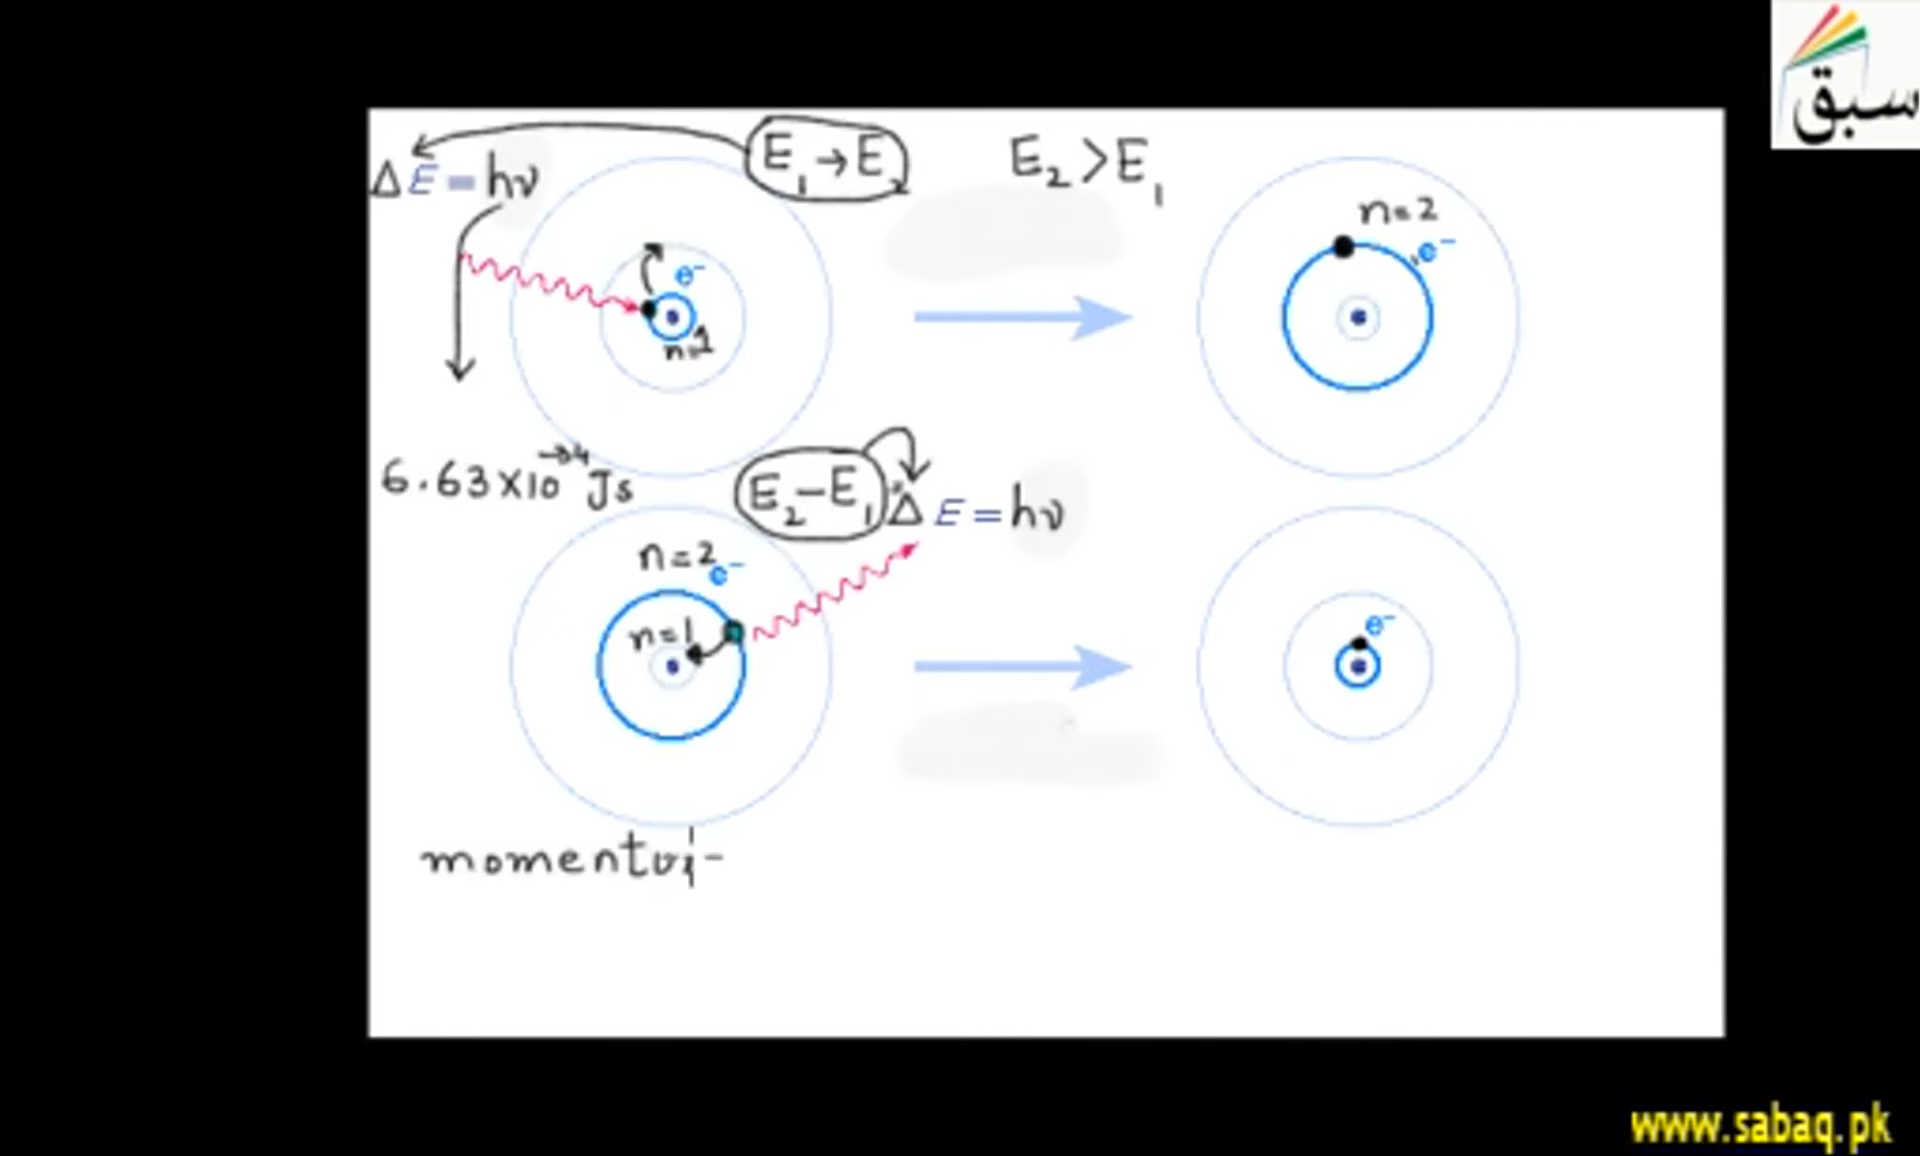 سبق
E₁→E₂
E₂ > E₁
ΔE = hν
n=2
e⁻
e⁻
n=1
6.63×10 Js
E₂−E₁
ΔE = hν
n=2
e⁻
n=1
e⁻
www.sabaq.pk